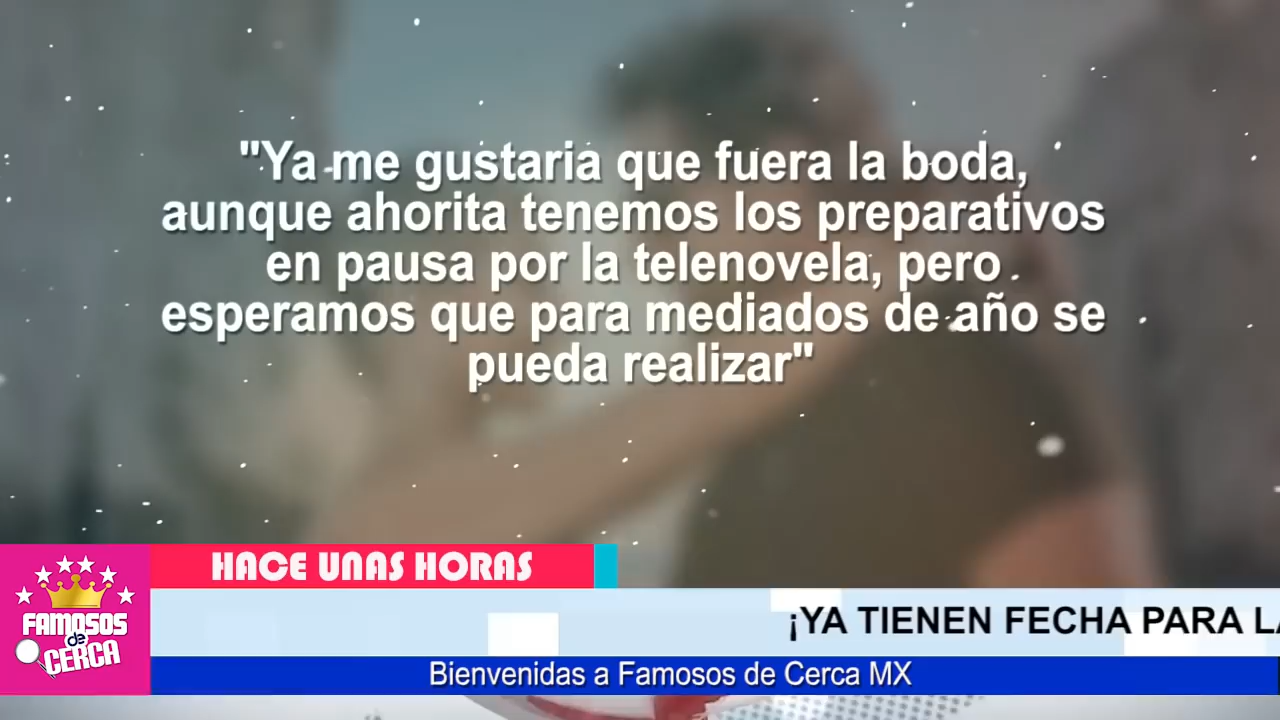 "Ya me gustaria que fuera la boda,
aunque ahorita tenemos los preparativos
en pausa por la telenovela, pero
esperamos que para mediados de año se
pueda realizar"
HACE UNAS HORAS
FAMOSOS
de
CERCA
¡YA TIENEN FECHA PARA LA
Bienvenidas a Famosos de Cerca MX